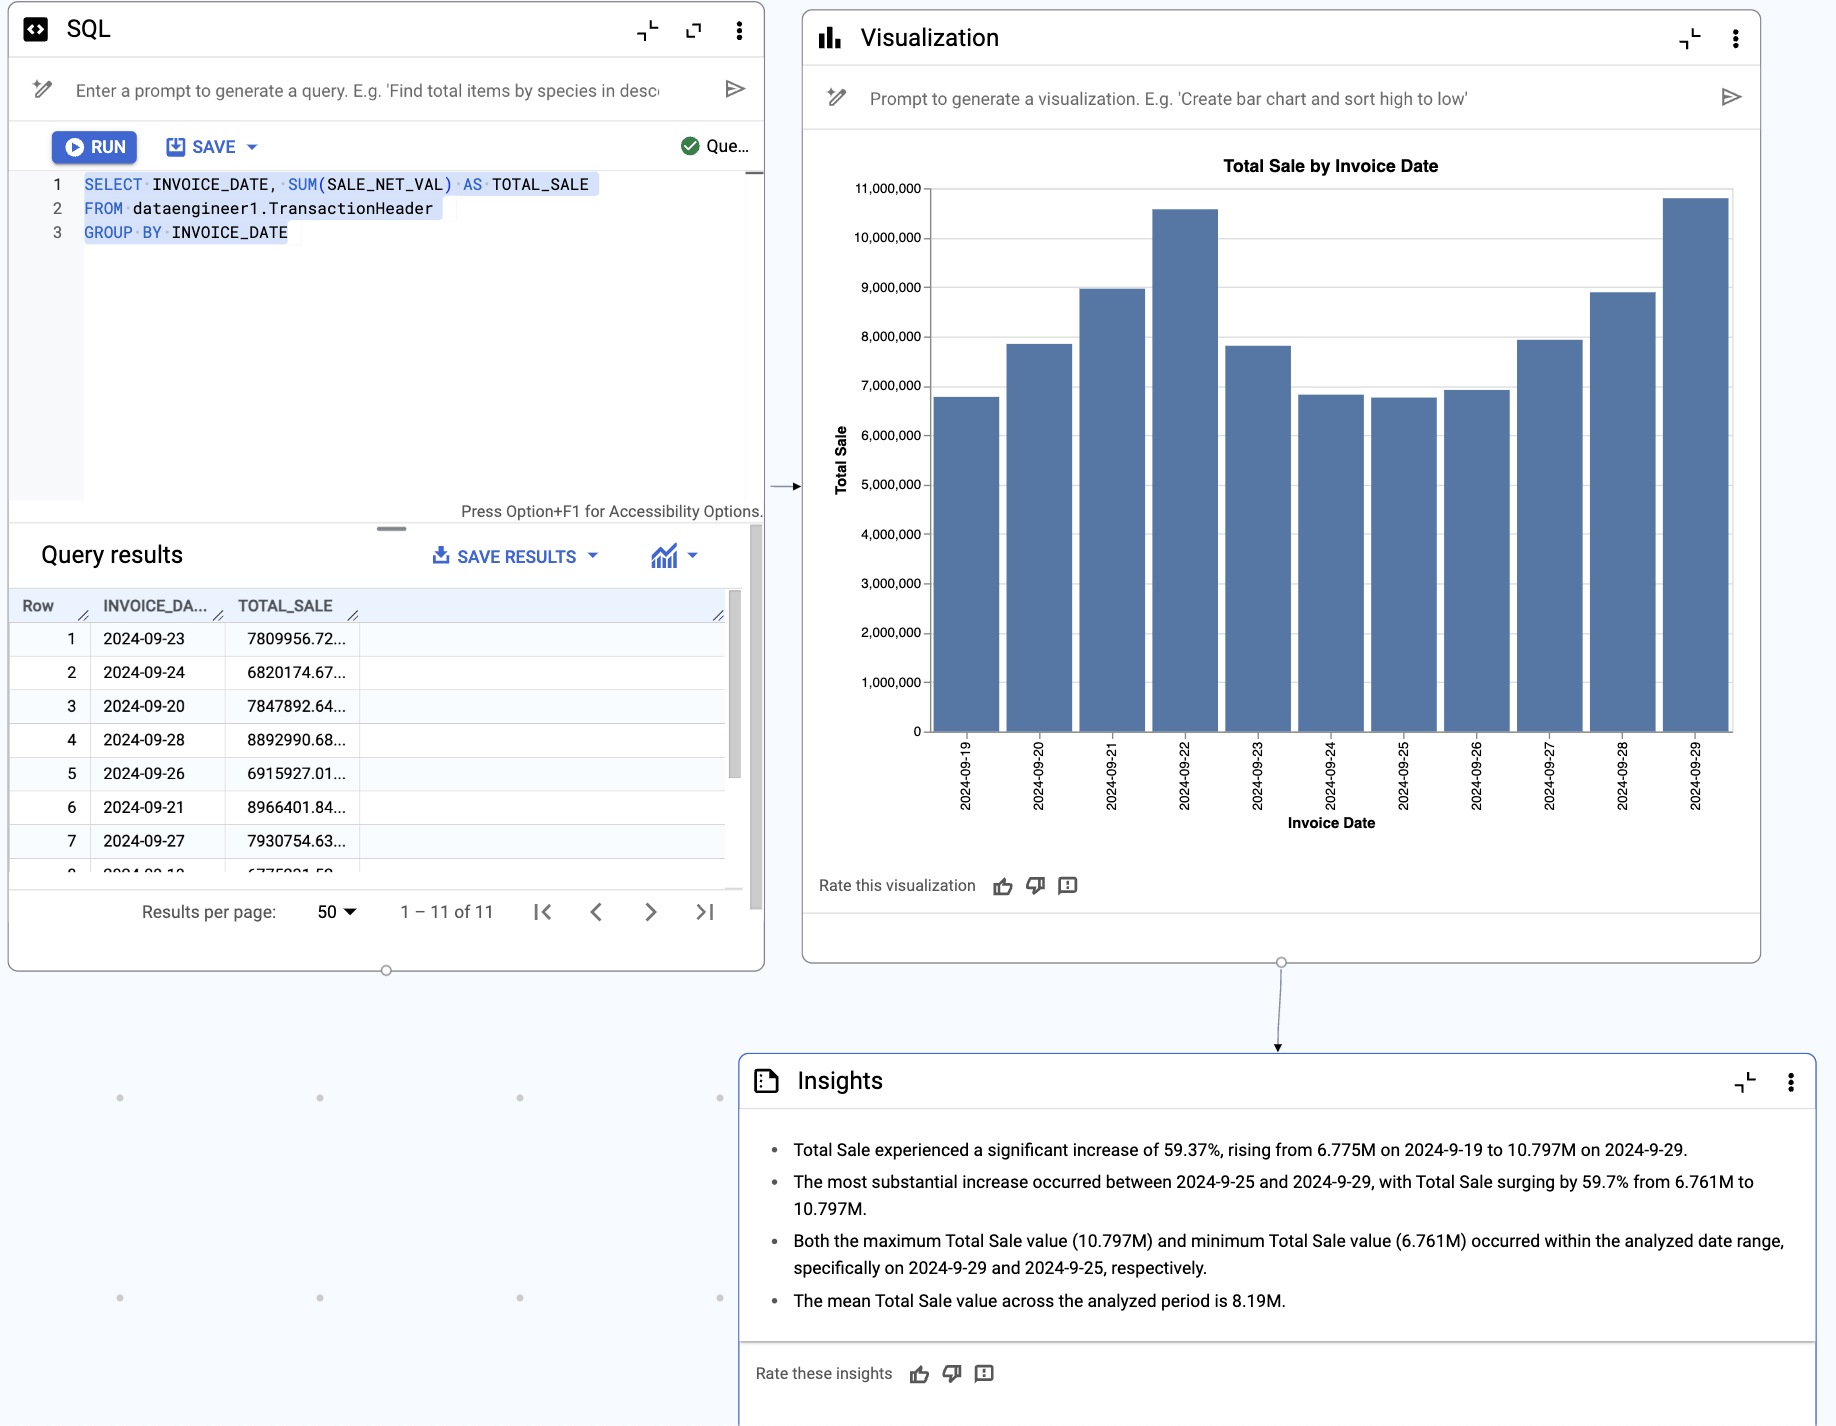 SQL
Enter a prompt to generate a query. E.g. 'Find total items by species in desc
RUN
SAVE
Que...
1 SELECT INVOICE_DATE, SUM(SALE_NET_VAL) AS TOTAL_SALE
2 FROM dataengineer1.TransactionHeader
3 GROUP BY INVOICE_DATE
Press Option+F1 for Accessibility Options.
Query results
SAVE RESULTS
Row INVOICE_DA... TOTAL_SALE
1 2024-09-23 7809956.72...
2 2024-09-24 6820174.67...
3 2024-09-20 7847892.64...
4 2024-09-28 8892990.68...
5 2024-09-26 6915927.01...
6 2024-09-21 8966401.84...
7 2024-09-27 7930754.63...
Results per page: 50 1 – 11 of 11
Visualization
Prompt to generate a visualization. E.g. 'Create bar chart and sort high to low'
Total Sale by Invoice Date
11,000,000
10,000,000
9,000,000
8,000,000
7,000,000
6,000,000
5,000,000
4,000,000
3,000,000
2,000,000
1,000,000
0
Total Sale
2024-09-19
2024-09-20
2024-09-21
2024-09-22
2024-09-23
2024-09-24
2024-09-25
2024-09-26
2024-09-27
2024-09-28
2024-09-29
Invoice Date
Rate this visualization
Insights
• Total Sale experienced a significant increase of 59.37%, rising from 6.775M on 2024-9-19 to 10.797M on 2024-9-29.
• The most substantial increase occurred between 2024-9-25 and 2024-9-29, with Total Sale surging by 59.7% from 6.761M to
10.797M.
• Both the maximum Total Sale value (10.797M) and minimum Total Sale value (6.761M) occurred within the analyzed date range,
specifically on 2024-9-29 and 2024-9-25, respectively.
• The mean Total Sale value across the analyzed period is 8.19M.
Rate these insights